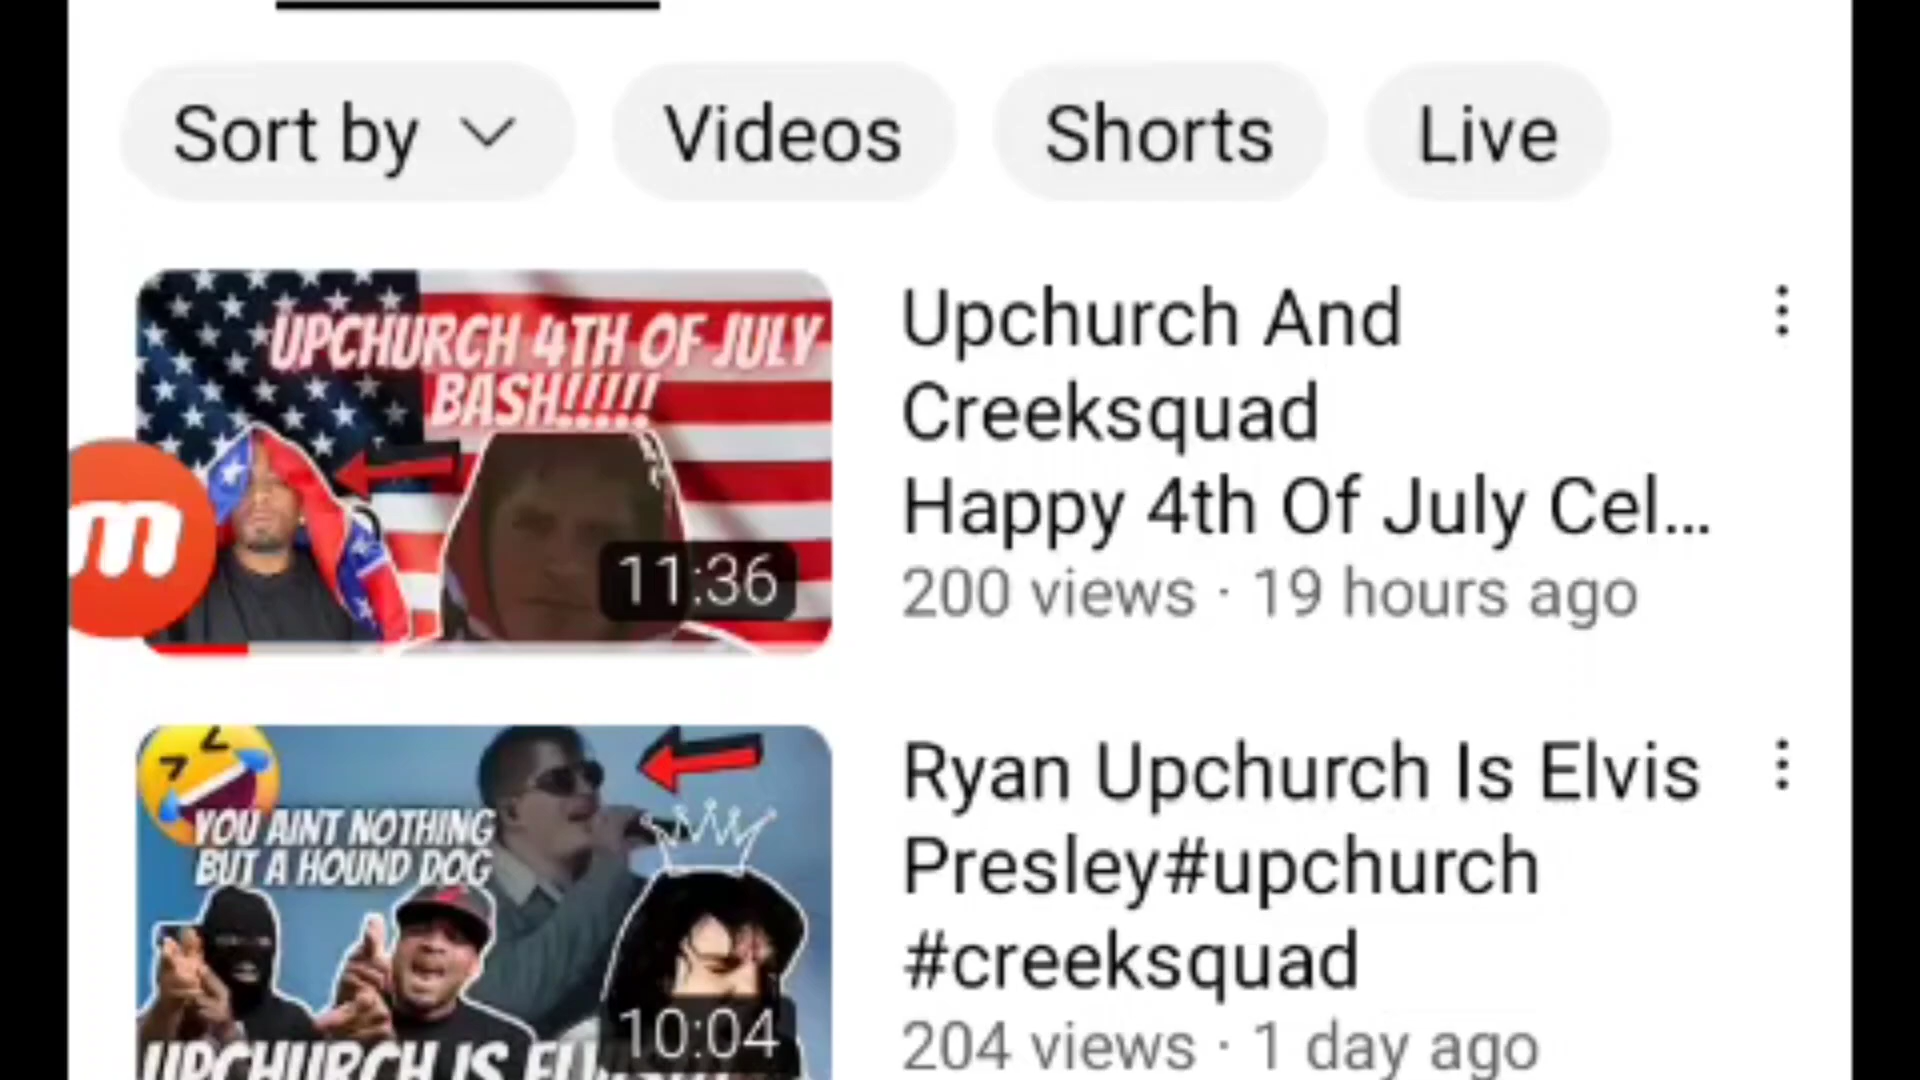 Sort by
Videos
Shorts
Live
UPCHURCH 4TH OF JULY
BASH!!!!!
m
11:36
Upchurch And
Creeksquad
Happy 4th Of July Cel...
200 views · 19 hours ago
YOU AINT NOTHING
BUT A HOUND DOG
10:04
UPCHURCH IS
Ryan Upchurch Is Elvis
Presley#upchurch
#creeksquad
204 views · 1 day ago